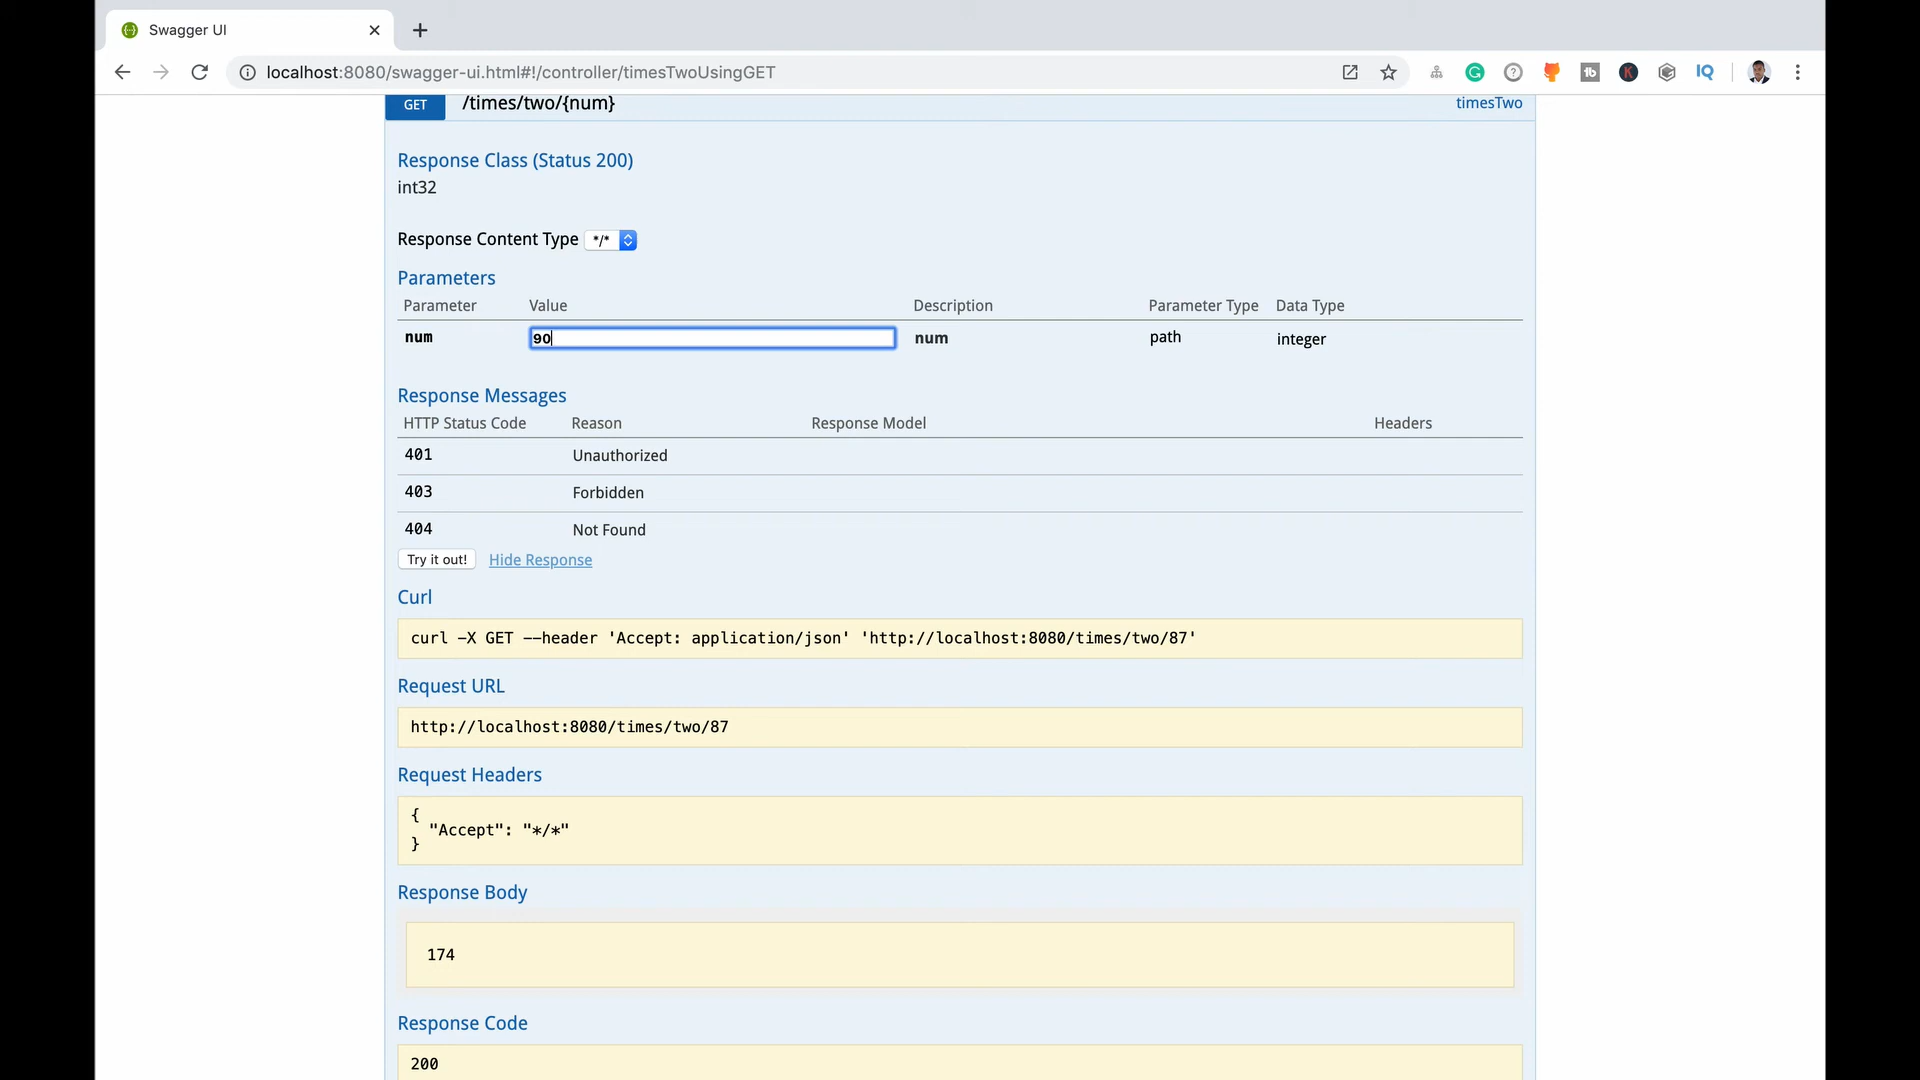 Swagger UI
localhost:8080/swagger-ui.html#!/controller/timesTwoUsingGET
GET /times/two/{num} timesTwo
Response Class (Status 200)
int32
Response Content Type */*
Parameters
Parameter Value Description Parameter Type Data Type
num 90 num path integer
Response Messages
HTTP Status Code Reason Response Model Headers
401 Unauthorized
403 Forbidden
404 Not Found
Try it out! Hide Response
Curl
curl -X GET --header 'Accept: application/json' 'http://localhost:8080/times/two/87'
Request URL
http://localhost:8080/times/two/87
Request Headers
{
"Accept": "*/*"
}
Response Body
174
Response Code
200